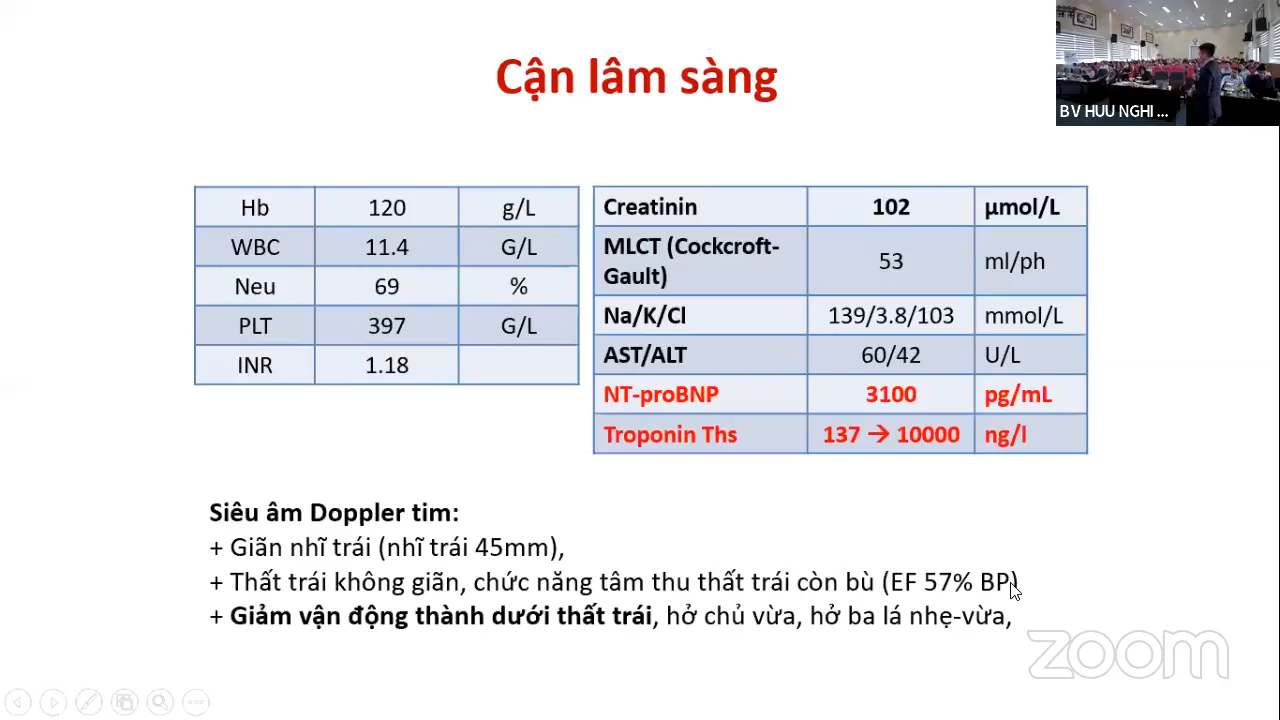 Cận lâm sàng
BV HUU NGHI ...
Hb 120 g/L
WBC 11.4 G/L
Neu 69 %
PLT 397 G/L
INR 1.18
Creatinin 102 µmol/L
MLCT (Cockcroft-
Gault) 53 ml/ph
Na/K/Cl 139/3.8/103 mmol/L
AST/ALT 60/42 U/L
NT-proBNP 3100 pg/mL
Troponin Ths 137 → 10000 ng/l
Siêu âm Doppler tim:
+ Giãn nhĩ trái (nhĩ trái 45mm),
+ Thất trái không giãn, chức năng tâm thu thất trái còn bù (EF 57% BP)
+ Giảm vận động thành dưới thất trái, hở chủ vừa, hở ba lá nhẹ-vừa,
zoom